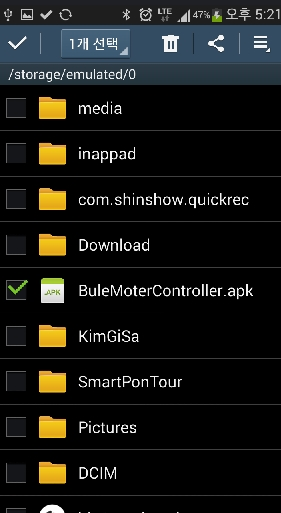 LTE 47% 오후 5:21
1개 선택
/storage/emulated/0
media
inappad
com.shinshow.quickrec
Download
.APK BuleMoterController.apk
KimGiSa
SmartPonTour
Pictures
DCIM